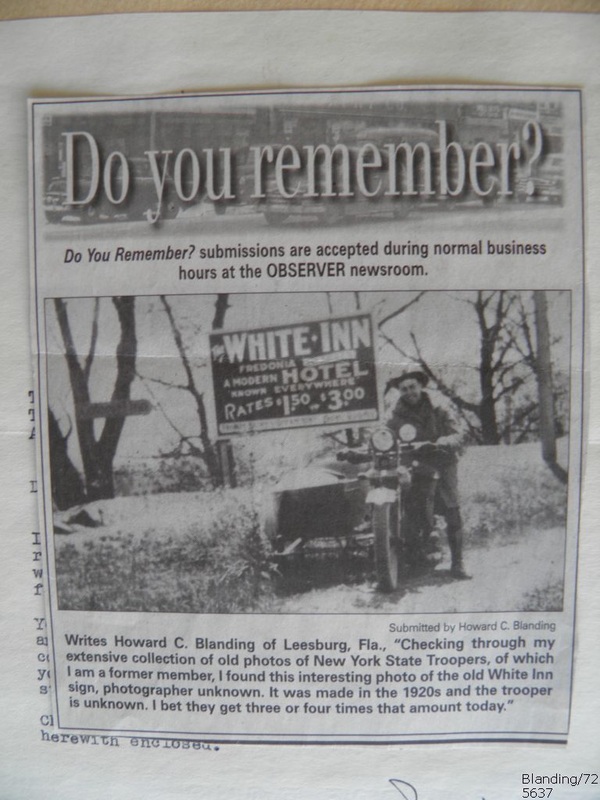 Do you remember?
Do You Remember? submissions are accepted during normal business
hours at the OBSERVER newsroom.
The WHITE·INN
FREDONIA
A MODERN HOTEL
KNOWN EVERYWHERE
RATES $1.50 $3.00
Submitted by Howard C. Blanding
Writes Howard C. Blanding of Leesburg, Fla., “Checking through my
extensive collection of old photos of New York State Troopers, of which
I am a former member, I found this interesting photo of the old White Inn
sign, photographer unknown. It was made in the 1920s and the trooper
is unknown. I bet they get three or four times that amount today.”
herewith enclosed.
Blanding/72
5637